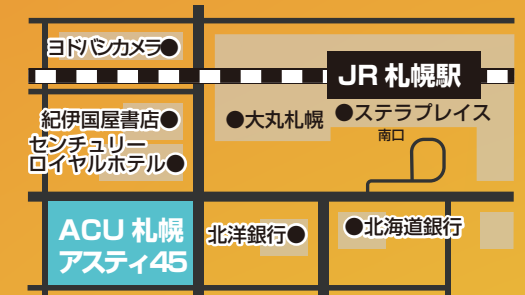 ヨドバシカメラ●
JR 札幌駅
紀伊国屋書店●
●大丸札幌
●ステラプレイス
南口
センチュリー
ロイヤルホテル●
ACU 札幌
アスティ45
北洋銀行●
●北海道銀行